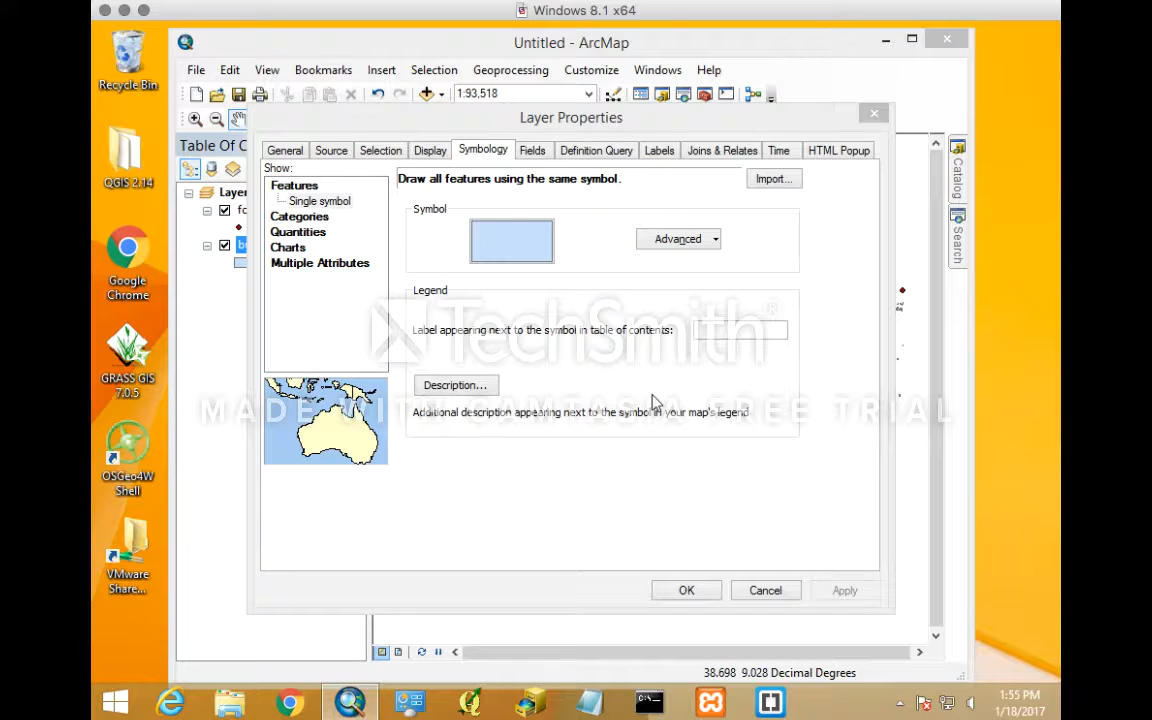 Windows 8.1 x64
Recycle Bin
QGIS 2.14
Google
Chrome
GRASS GIS
7.0.5
OSGeo4W
Shell
VMware
Share...
Untitled - ArcMap
File Edit View Bookmarks Insert Selection Geoprocessing Customize Windows Help
1:93,518
Table Of C
Layer
fo
Layer Properties
General Source Selection Display Symbology Fields Definition Query Labels Joins & Relates Time HTML Popup
Show:
Features
Single symbol
Categories
Quantities
Charts
Multiple Attributes
Draw all features using the same symbol.
Import...
Symbol
Advanced
Legend
Label appearing next to the symbol in table of contents:
Description...
Additional description appearing next to the symbol in your map's legend
OK Cancel Apply
Catalog
Search
TechSmith®
MADE WITH CAMTASIA FREE TRIAL
38.698 9.028 Decimal Degrees
1:55 PM
1/18/2017